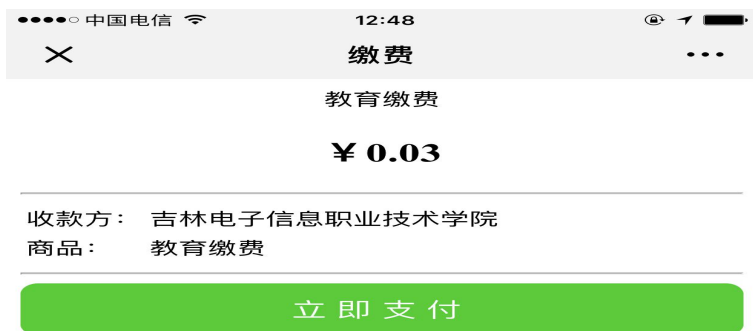 中国电信 12:48
缴费
教育缴费
¥ 0.03
收款方: 吉林电子信息职业技术学院
商品: 教育缴费
立即支付